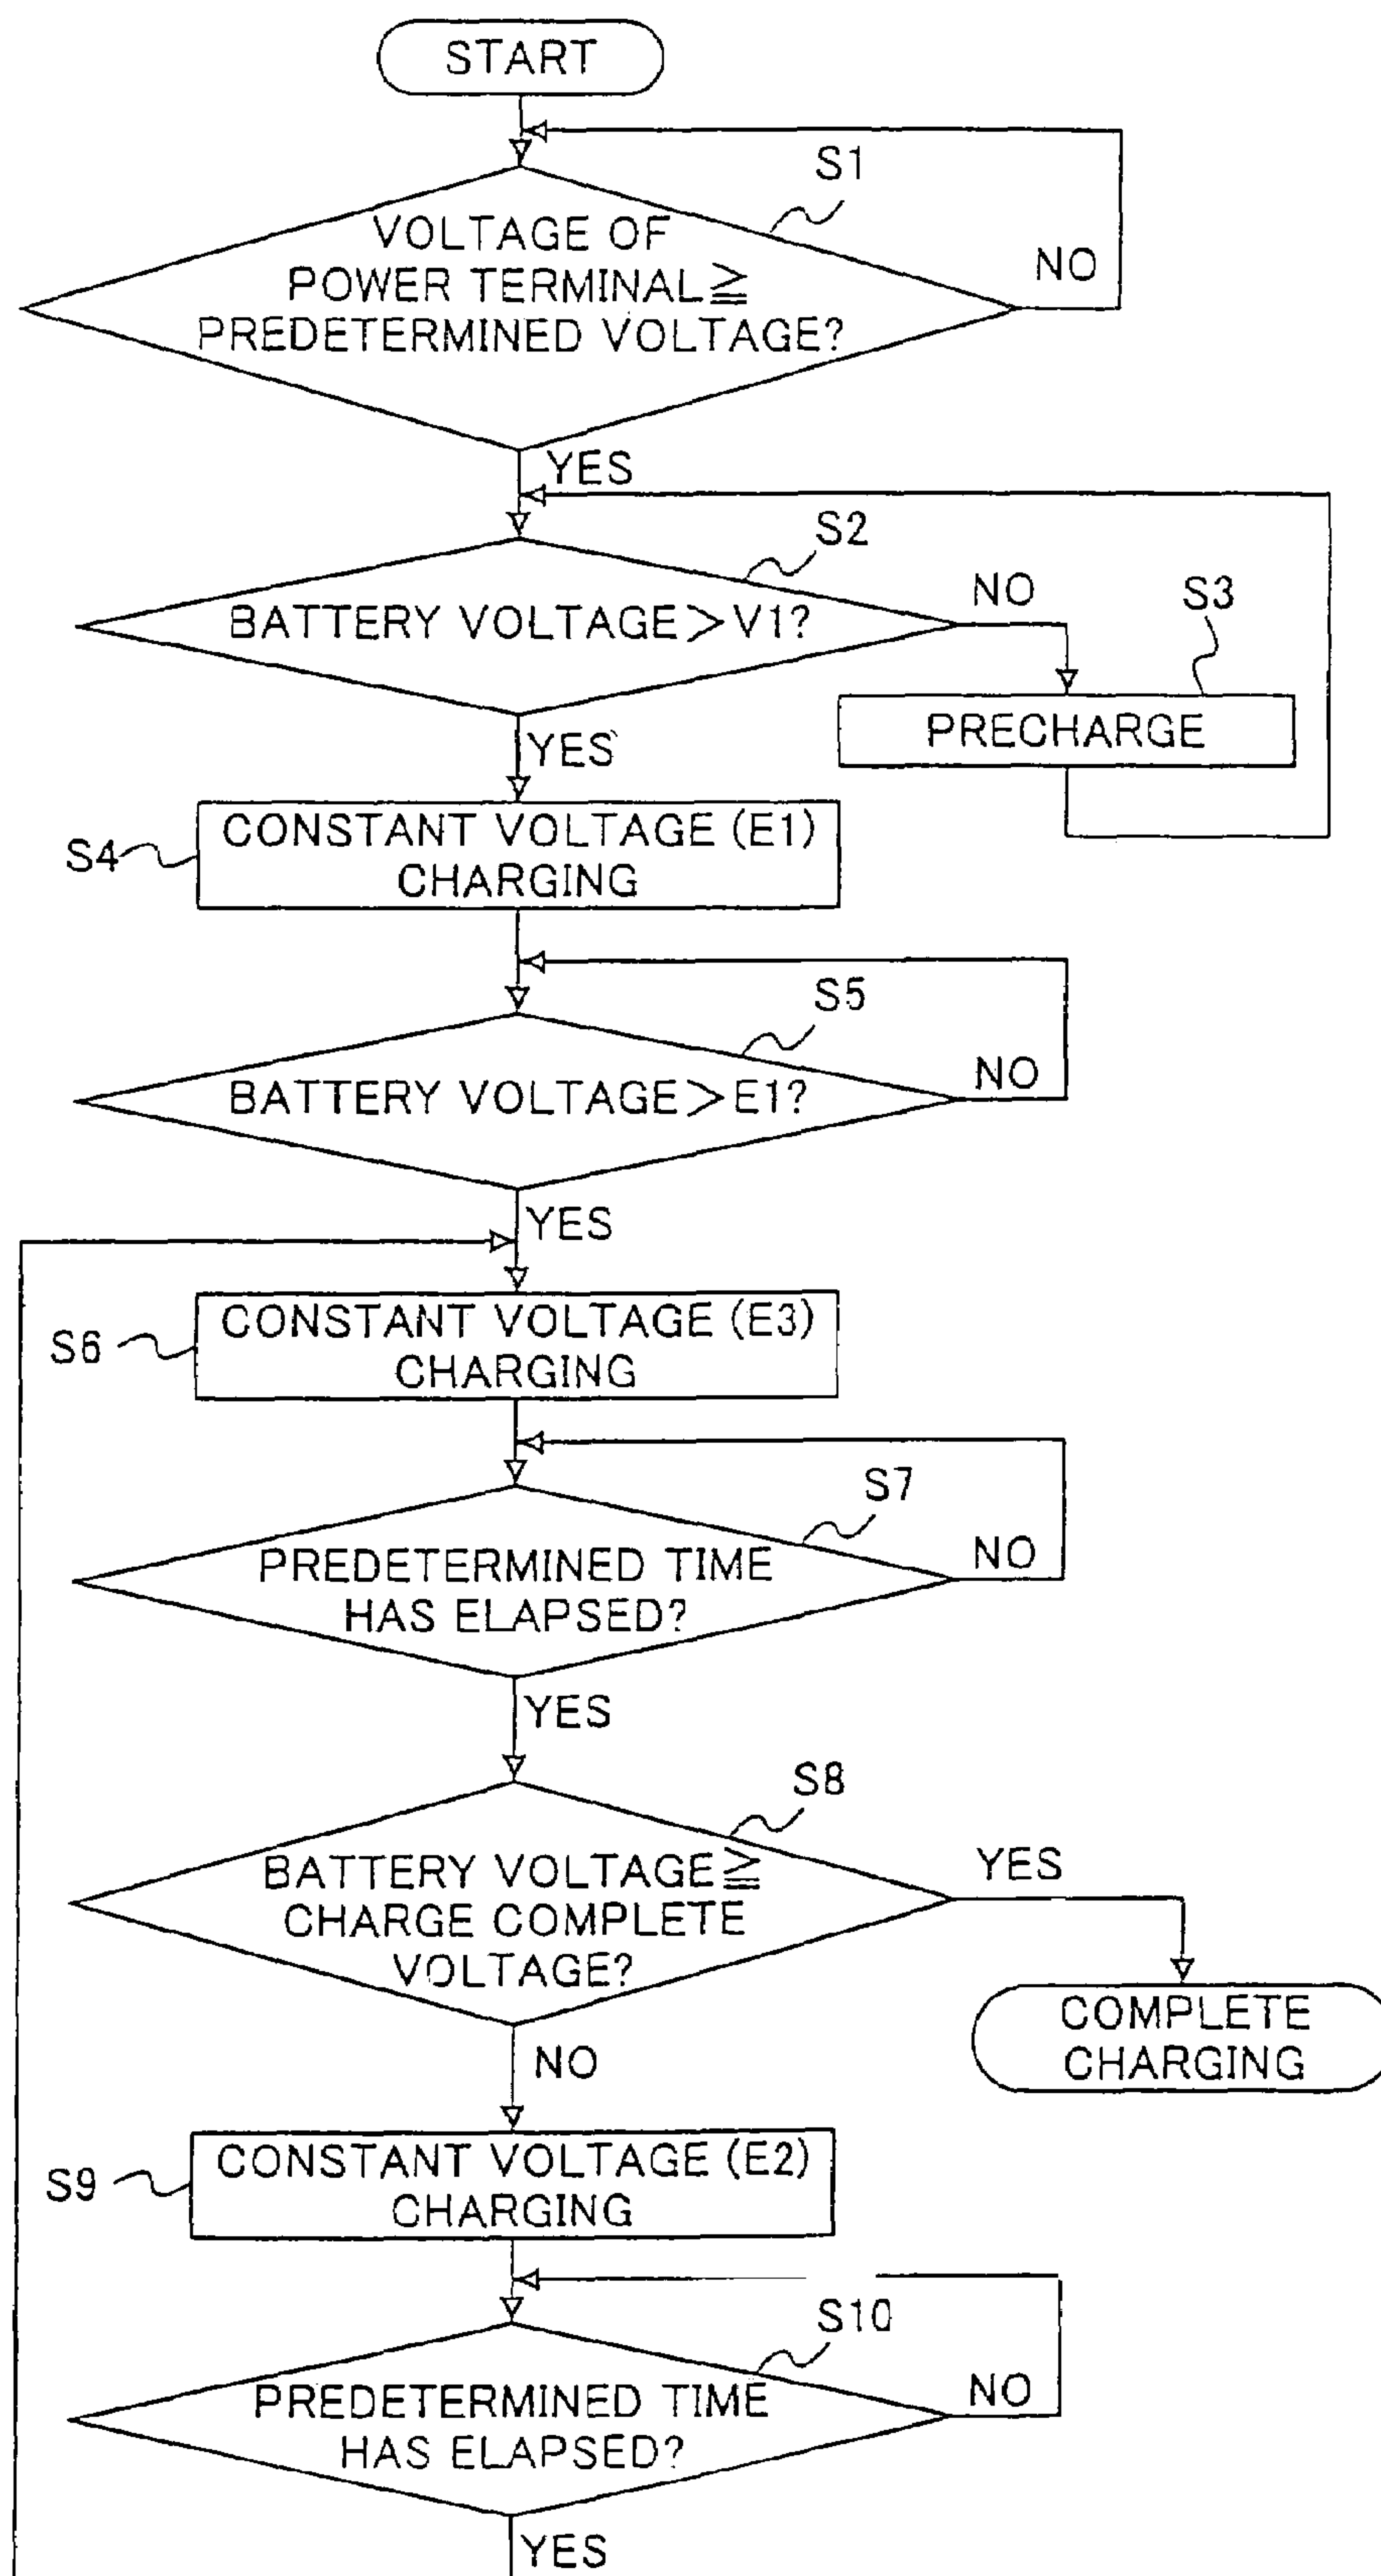 START
S1
VOLTAGE OF
POWER TERMINAL≧
PREDETERMINED VOLTAGE?
NO
YES
S2
BATTERY VOLTAGE>V1?
NO
S3
PRECHARGE
YES
S4
CONSTANT VOLTAGE (E1)
CHARGING
S5
BATTERY VOLTAGE>E1?
NO
YES
S6
CONSTANT VOLTAGE (E3)
CHARGING
S7
PREDETERMINED TIME
HAS ELAPSED?
NO
YES
S8
BATTERY VOLTAGE≧
CHARGE COMPLETE
VOLTAGE?
YES
COMPLETE
CHARGING
NO
S9
CONSTANT VOLTAGE (E2)
CHARGING
S10
PREDETERMINED TIME
HAS ELAPSED?
NO
YES